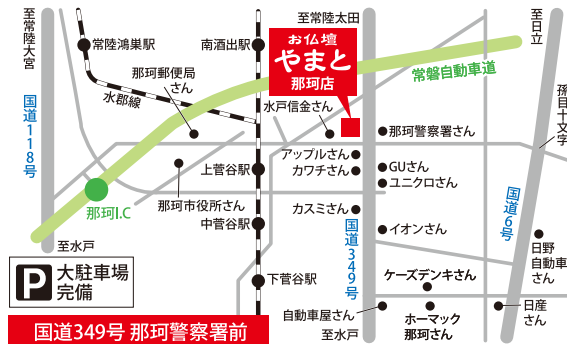 至常陸大宮
国道118号
常陸鴻巣駅
水郡線
那珂郵便局
さん
南酒出駅
お仏壇
やまと
那珂店
至常陸太田
常磐自動車道
至日立
孫目十文字
水戸信金さん
那珂警察署さん
アップルさん
カワチさん
GUさん
ユニクロさん
上菅谷駅
那珂市役所さん
那珂I.C
中菅谷駅
カスミさん
国道349号
イオンさん
国道6号
日野
自動車
さん
至水戸
P
大駐車場
完備
下菅谷駅
ケーズデンキさん
自動車屋さん
ホーマック
那珂さん
日産
さん
国道349号 那珂警察署前
至水戸